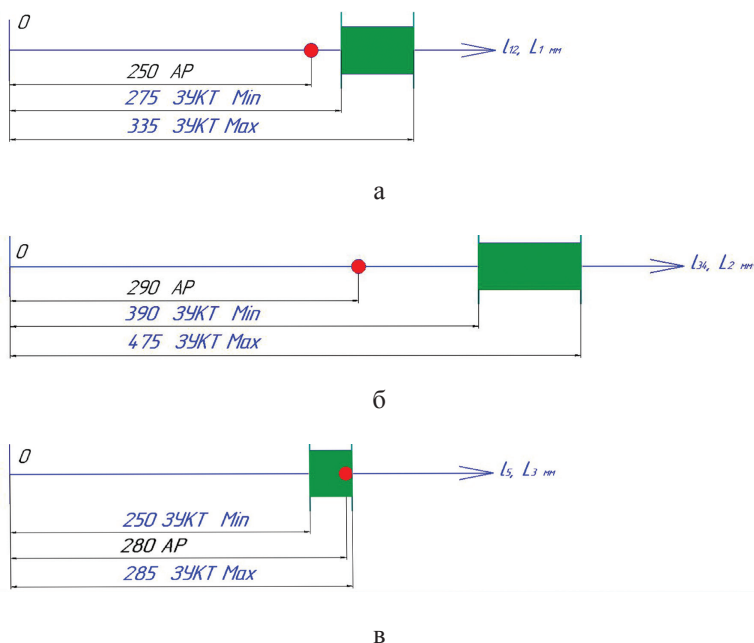 0
l12, L1 мм
250 АР
275 ЗУКТ Min
335 ЗУКТ Max
а
0
l34, L2 мм
290 АР
390 ЗУКТ Min
475 ЗУКТ Max
б
0
l5, L3 мм
250 ЗУКТ Min
280 АР
285 ЗУКТ Max
в